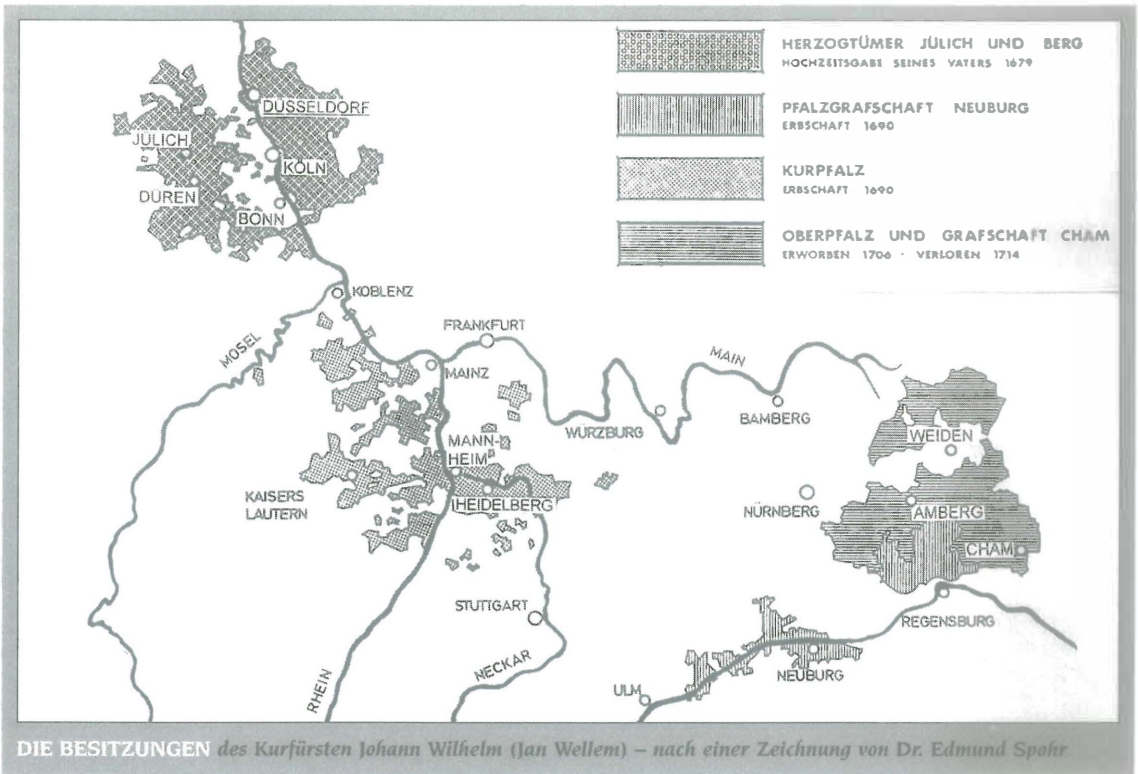 HERZOGTÜMER JÜLICH UND BERG
HOCHZEITSGABE SEINES VATERS 1679
PFALZGRAFSCHAFT NEUBURG
ERBSCHAFT 1690
KURPFALZ
ERBSCHAFT 1690
OBERPFALZ UND GRAFSCHAFT CHAM
ERWORBEN 1706 · VERLOREN 1714
DÜSSELDORF
JÜLICH
KÖLN
DÜREN
BONN
KOBLENZ
MOSEL
FRANKFURT
MAINZ
MAIN
BAMBERG
WÜRZBURG
WEIDEN
MANN-
HEIM
KAISERS
LAUTERN
HEIDELBERG
NÜRNBERG
AMBERG
CHAM
STUTTGART
REGENSBURG
RHEIN
NECKAR
ULM
NEUBURG
DIE BESITZUNGEN des Kurfürsten Johann Wilhelm (Jan Wellem) – nach einer Zeichnung von Dr. Edmund Spohr